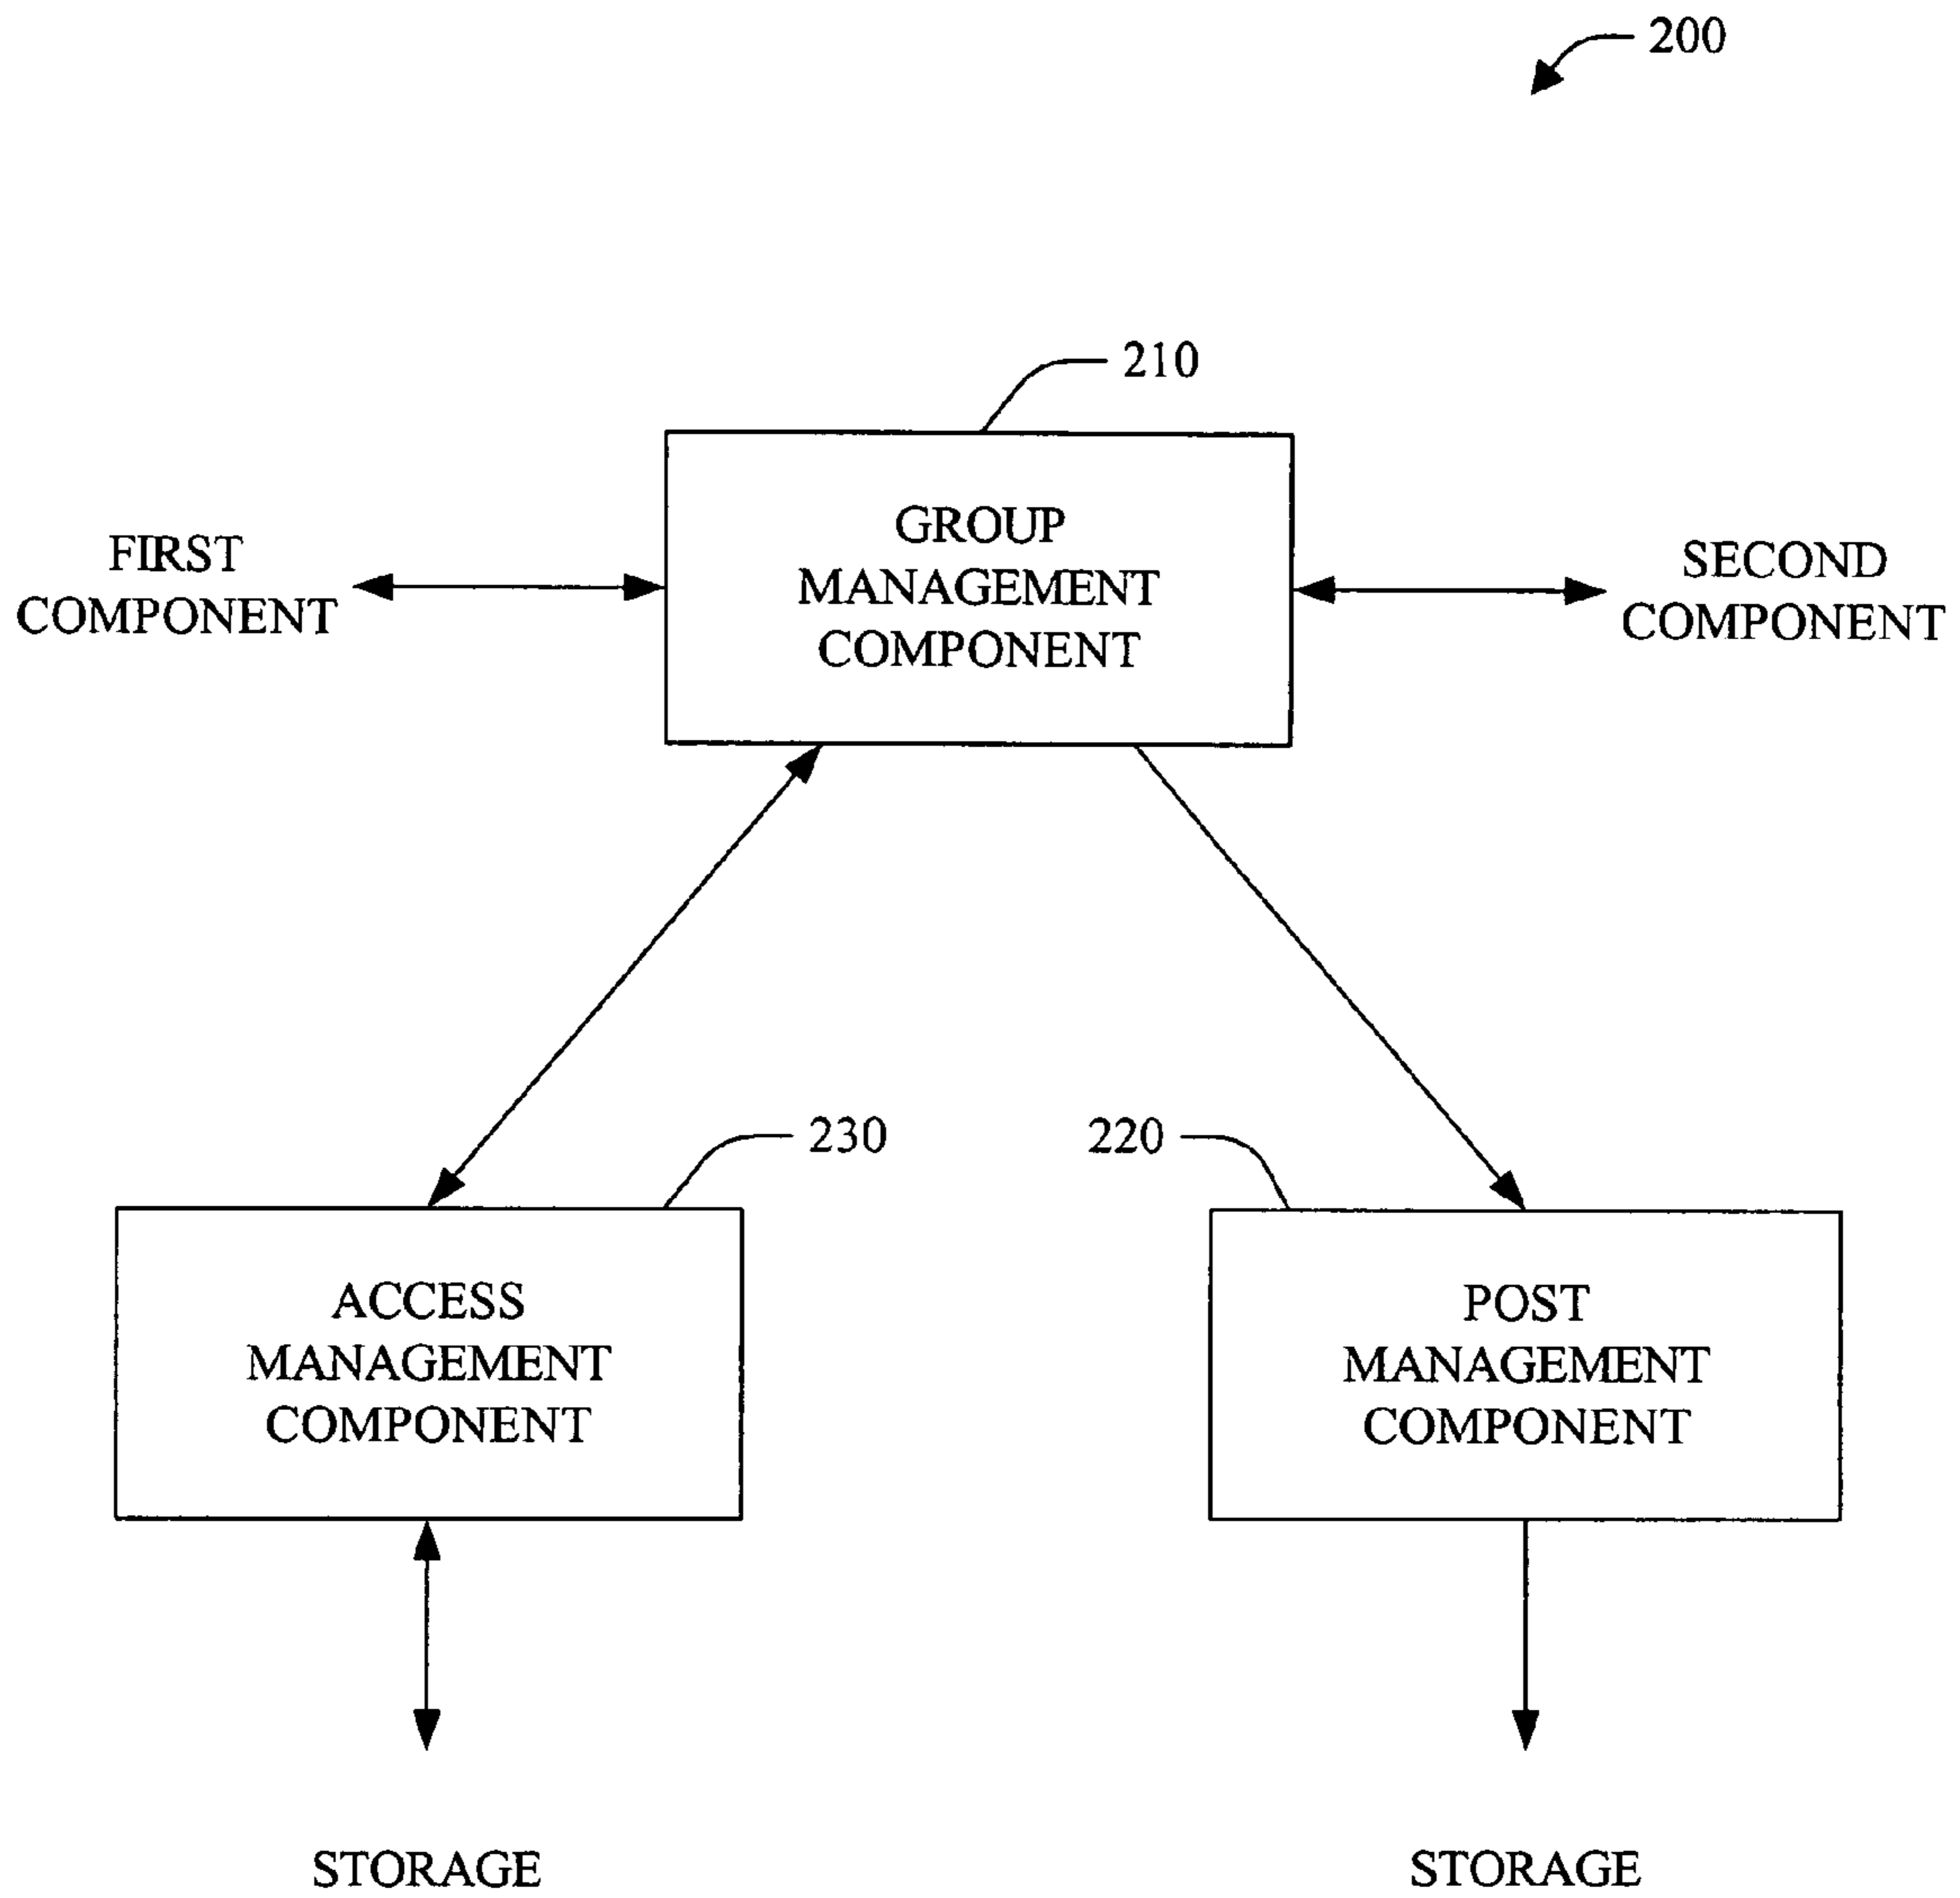 200
210
GROUP
MANAGEMENT
COMPONENT
FIRST
COMPONENT
SECOND
COMPONENT
230
220
ACCESS
MANAGEMENT
COMPONENT
POST
MANAGEMENT
COMPONENT
STORAGE
STORAGE